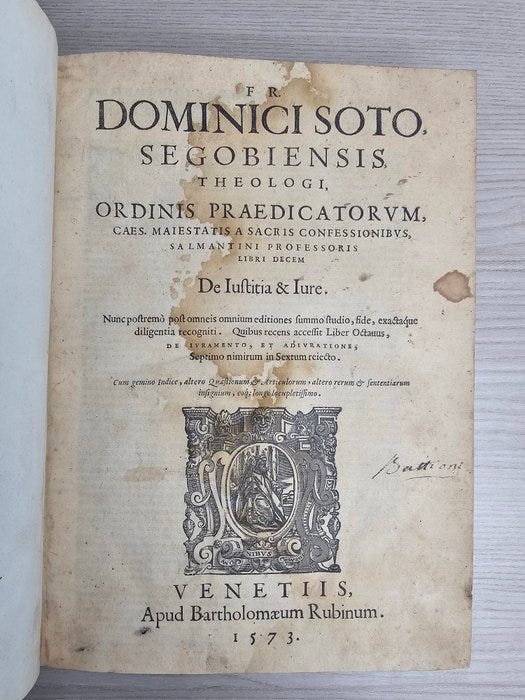 FR.
DOMINICI SOTO,
SEGOBIENSIS,
THEOLOGI,
ORDINIS PRAEDICATORVM,
CAES. MAIESTATIS A SACRIS CONFESSIONIBVS,
SALMANTINI PROFESSORIS
LIBRI DECEM
De Iustitia & Iure.
Nunc postremò post omneis omnium editiones summo studio, fide, exactaque
diligentia recogniti. Quibus recens accessit Liber Octauus,
DE IVRAMENTO, ET ADIVRATIONE,
Septimo nimirum in Sextum reiecto.
Cum gemino Indice, altero Quæstionum & Articulorum, altero rerum & sententiarum
insignium, eoq; longè locupletissimo.
NIBVS
VENETIIS,
Apud Bartholomæum Rubinum.
1573.